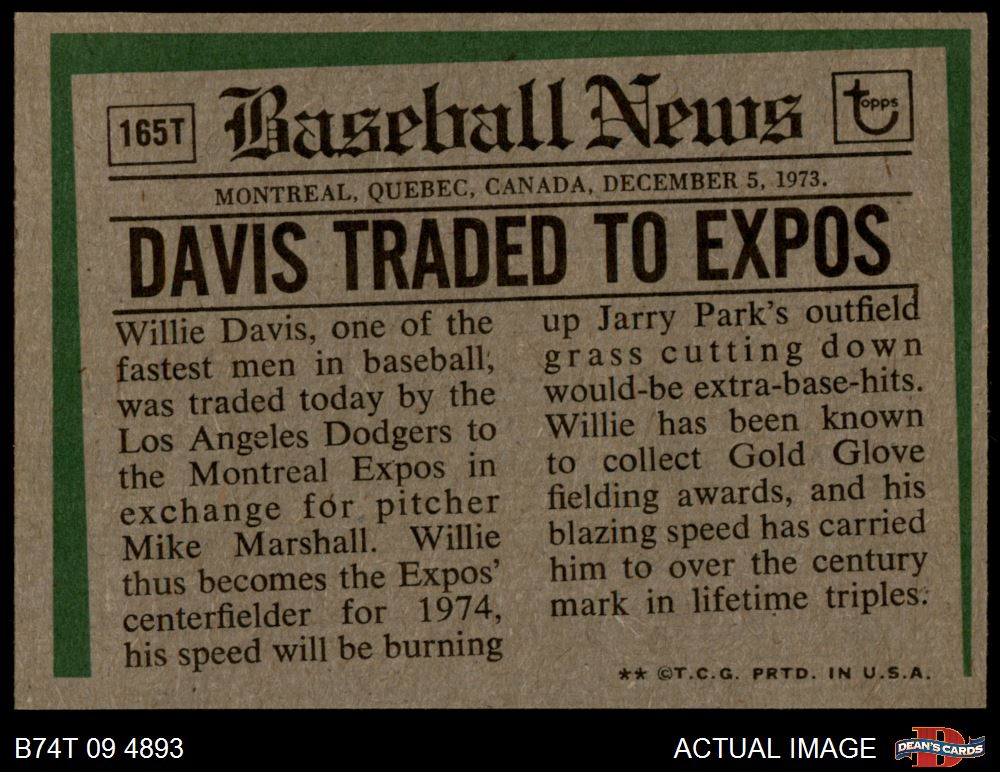 165T
Baseball News
Topps
MONTREAL, QUEBEC, CANADA, DECEMBER 5, 1973.
DAVIS TRADED TO EXPOS
Willie Davis, one of the
fastest men in baseball,
was traded today by the
Los Angeles Dodgers to
the Montreal Expos in
exchange for pitcher
Mike Marshall. Willie
thus becomes the Expos'
centerfielder for 1974,
his speed will be burning
up Jarry Park's outfield
grass cutting down
would-be extra-base-hits.
Willie has been known
to collect Gold Glove
fielding awards, and his
blazing speed has carried
him to over the century
mark in lifetime triples.
** ©T.C.G. PRTD. IN U.S.A.
B74T 09 4893
ACTUAL IMAGE
D
DEAN'S CARDS